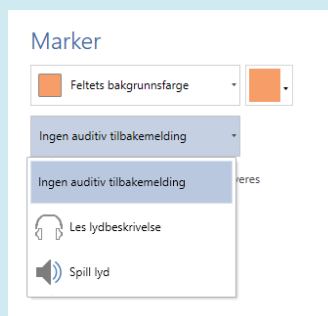 Marker
Feltets bakgrunnsfarge
Ingen auditiv tilbakemelding
Ingen auditiv tilbakemelding
Les lydbeskrivelse
Spill lyd